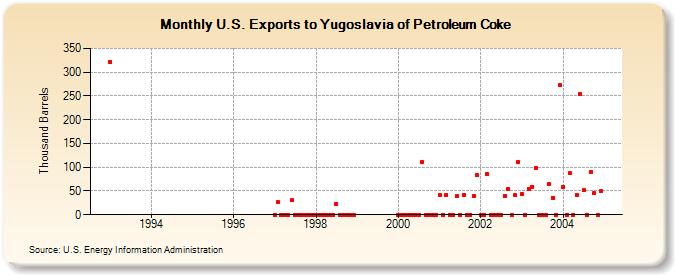 Monthly U.S. Exports to Yugoslavia of Petroleum Coke
Thousand Barrels
350
300
250
200
150
100
50
0
1994 1996 1998 2000 2002 2004
Source: U.S. Energy Information Administration